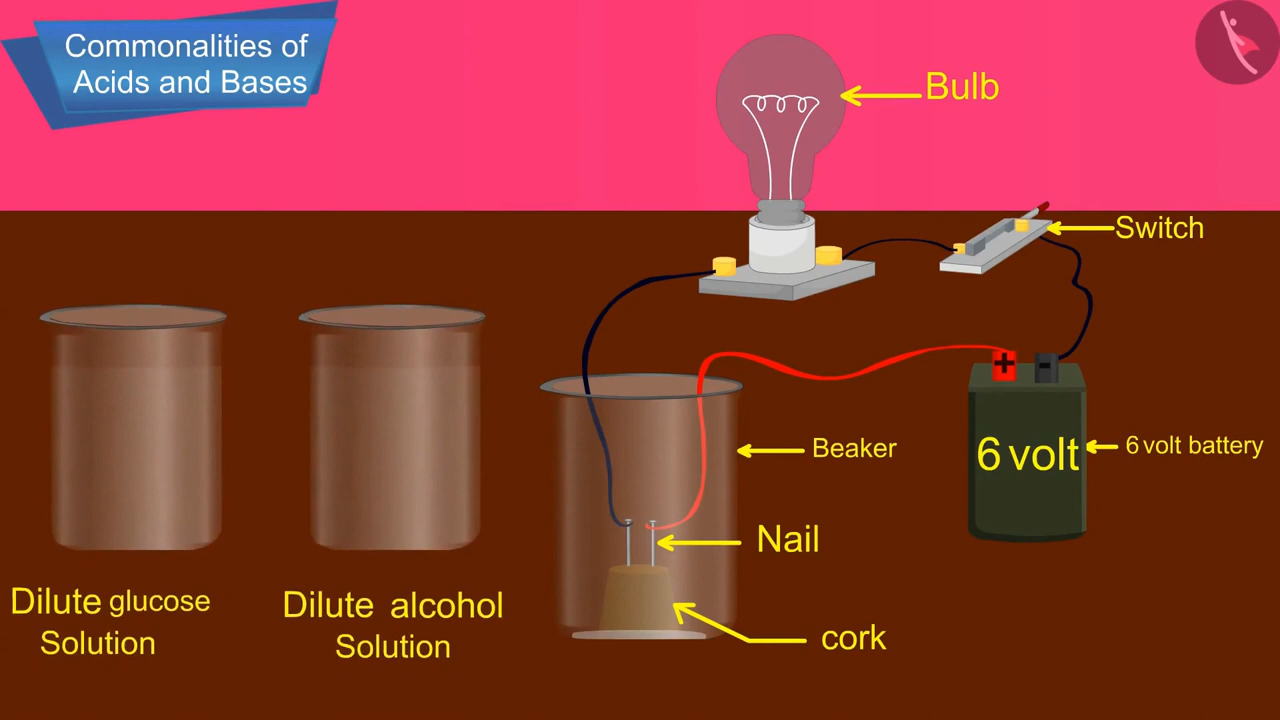 Commonalities of
Acids and Bases
Bulb
Switch
+
-
6 volt
6 volt battery
Beaker
Nail
cork
Dilute glucose
Solution
Dilute alcohol
Solution